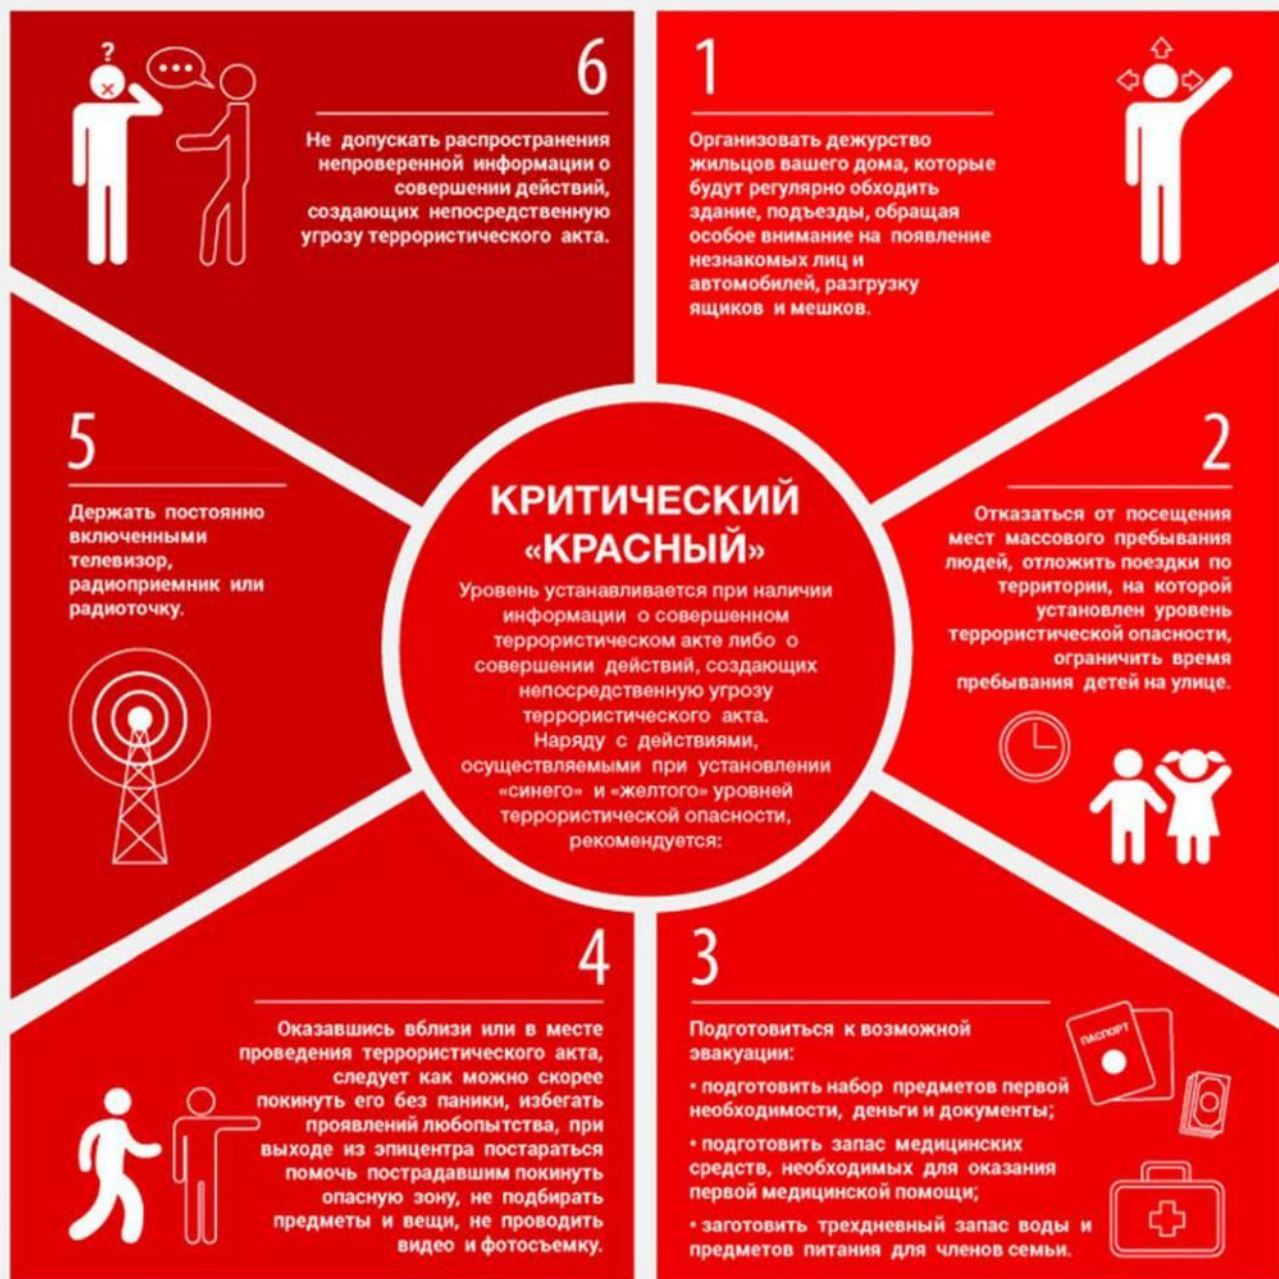 КРИТИЧЕСКИЙ
«КРАСНЫЙ»
Уровень устанавливается при наличии
информации о совершенном
террористическом акте либо о
совершении действий, создающих
непосредственную угрозу
террористического акта.
Наряду с действиями,
осуществляемыми при установлении
«синего» и «желтого» уровней
террористической опасности,
рекомендуется:
1
Организовать дежурство
жильцов вашего дома, которые
будут регулярно обходить
здание, подъезды, обращая
особое внимание на появление
незнакомых лиц и
автомобилей, разгрузку
ящиков и мешков.
2
Отказаться от посещения
мест массового пребывания
людей, отложить поездки по
территории, на которой
установлен уровень
террористической опасности,
ограничить время
пребывания детей на улице.
3
Подготовиться к возможной
эвакуации:
• подготовить набор предметов первой
необходимости, деньги и документы;
• подготовить запас медицинских
средств, необходимых для оказания
первой медицинской помощи;
• заготовить трехдневный запас воды и
предметов питания для членов семьи.
ПАСПОРТ
4
Оказавшись вблизи или в месте
проведения террористического акта,
следует как можно скорее
покинуть его без паники, избегать
проявлений любопытства, при
выходе из эпицентра постараться
помочь пострадавшим покинуть
опасную зону, не подбирать
предметы и вещи, не проводить
видео и фотосъемку.
5
Держать постоянно
включенными
телевизор,
радиоприемник или
радиоточку.
6
?
Не допускать распространения
непроверенной информации о
совершении действий,
создающих непосредственную
угрозу террористического акта.